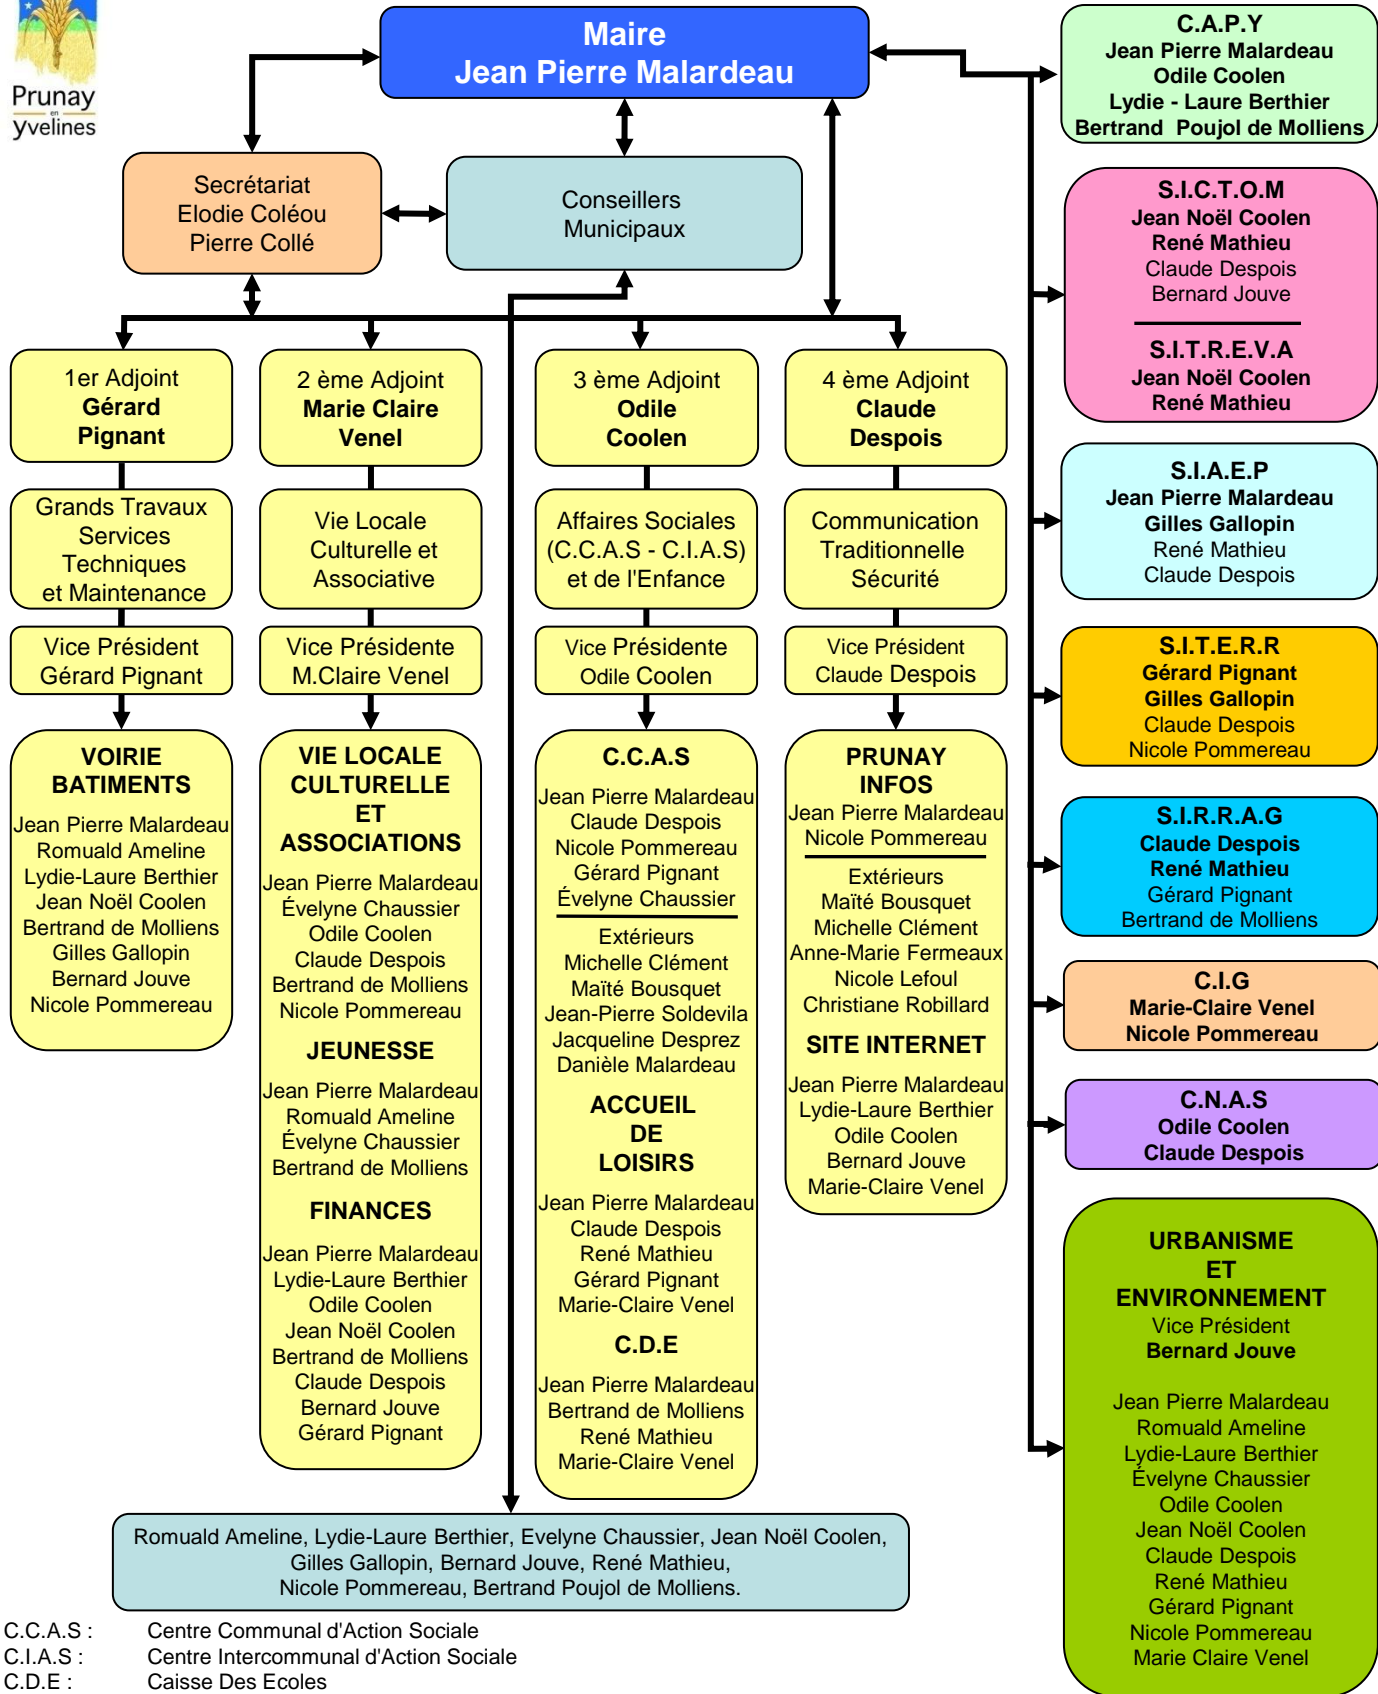 Prunay
en
yvelines
Maire
Jean Pierre Malardeau
Secrétariat
Elodie Coléou
Pierre Collé
Conseillers
Municipaux
1er Adjoint
Gérard
Pignant
Grands Travaux
Services
Techniques
et Maintenance
Vice Président
Gérard Pignant
VOIRIE
BATIMENTS
Jean Pierre Malardeau
Romuald Ameline
Lydie-Laure Berthier
Jean Noël Coolen
Bertrand de Molliens
Gilles Gallopin
Bernard Jouve
Nicole Pommereau
2 ème Adjoint
Marie Claire
Venel
Vie Locale
Culturelle et
Associative
Vice Présidente
M.Claire Venel
VIE LOCALE
CULTURELLE
ET
ASSOCIATIONS
Jean Pierre Malardeau
Évelyne Chaussier
Odile Coolen
Claude Despois
Bertrand de Molliens
Nicole Pommereau
JEUNESSE
Jean Pierre Malardeau
Romuald Ameline
Évelyne Chaussier
Bertrand de Molliens
FINANCES
Jean Pierre Malardeau
Lydie-Laure Berthier
Odile Coolen
Jean Noël Coolen
Bertrand de Molliens
Claude Despois
Bernard Jouve
Gérard Pignant
3 ème Adjoint
Odile
Coolen
Affaires Sociales
(C.C.A.S - C.I.A.S)
et de l'Enfance
Vice Présidente
Odile Coolen
C.C.A.S
Jean Pierre Malardeau
Claude Despois
Nicole Pommereau
Gérard Pignant
Évelyne Chaussier
Extérieurs
Michelle Clément
Maïté Bousquet
Jean-Pierre Soldevila
Jacqueline Desprez
Danièle Malardeau
ACCUEIL
DE
LOISIRS
Jean Pierre Malardeau
Claude Despois
René Mathieu
Gérard Pignant
Marie-Claire Venel
C.D.E
Jean Pierre Malardeau
Bertrand de Molliens
René Mathieu
Marie-Claire Venel
4 ème Adjoint
Claude
Despois
Communication
Traditionnelle
Sécurité
Vice Président
Claude Despois
PRUNAY
INFOS
Jean Pierre Malardeau
Nicole Pommereau
Extérieurs
Maïté Bousquet
Michelle Clément
Anne-Marie Fermeaux
Nicole Lefoul
Christiane Robillard
SITE INTERNET
Jean Pierre Malardeau
Lydie-Laure Berthier
Odile Coolen
Bernard Jouve
Marie-Claire Venel
C.A.P.Y
Jean Pierre Malardeau
Odile Coolen
Lydie - Laure Berthier
Bertrand Poujol de Molliens
S.I.C.T.O.M
Jean Noël Coolen
René Mathieu
Claude Despois
Bernard Jouve
S.I.T.R.E.V.A
Jean Noël Coolen
René Mathieu
S.I.A.E.P
Jean Pierre Malardeau
Gilles Gallopin
René Mathieu
Claude Despois
S.I.T.E.R.R
Gérard Pignant
Gilles Gallopin
Claude Despois
Nicole Pommereau
S.I.R.R.A.G
Claude Despois
René Mathieu
Gérard Pignant
Bertrand de Molliens
C.I.G
Marie-Claire Venel
Nicole Pommereau
C.N.A.S
Odile Coolen
Claude Despois
URBANISME
ET
ENVIRONNEMENT
Vice Président
Bernard Jouve
Jean Pierre Malardeau
Romuald Ameline
Lydie-Laure Berthier
Évelyne Chaussier
Odile Coolen
Jean Noël Coolen
Claude Despois
René Mathieu
Gérard Pignant
Nicole Pommereau
Marie Claire Venel
Romuald Ameline, Lydie-Laure Berthier, Evelyne Chaussier, Jean Noël Coolen,
Gilles Gallopin, Bernard Jouve, René Mathieu,
Nicole Pommereau, Bertrand Poujol de Molliens.
C.C.A.S : Centre Communal d'Action Sociale
C.I.A.S : Centre Intercommunal d'Action Sociale
C.D.E : Caisse Des Ecoles